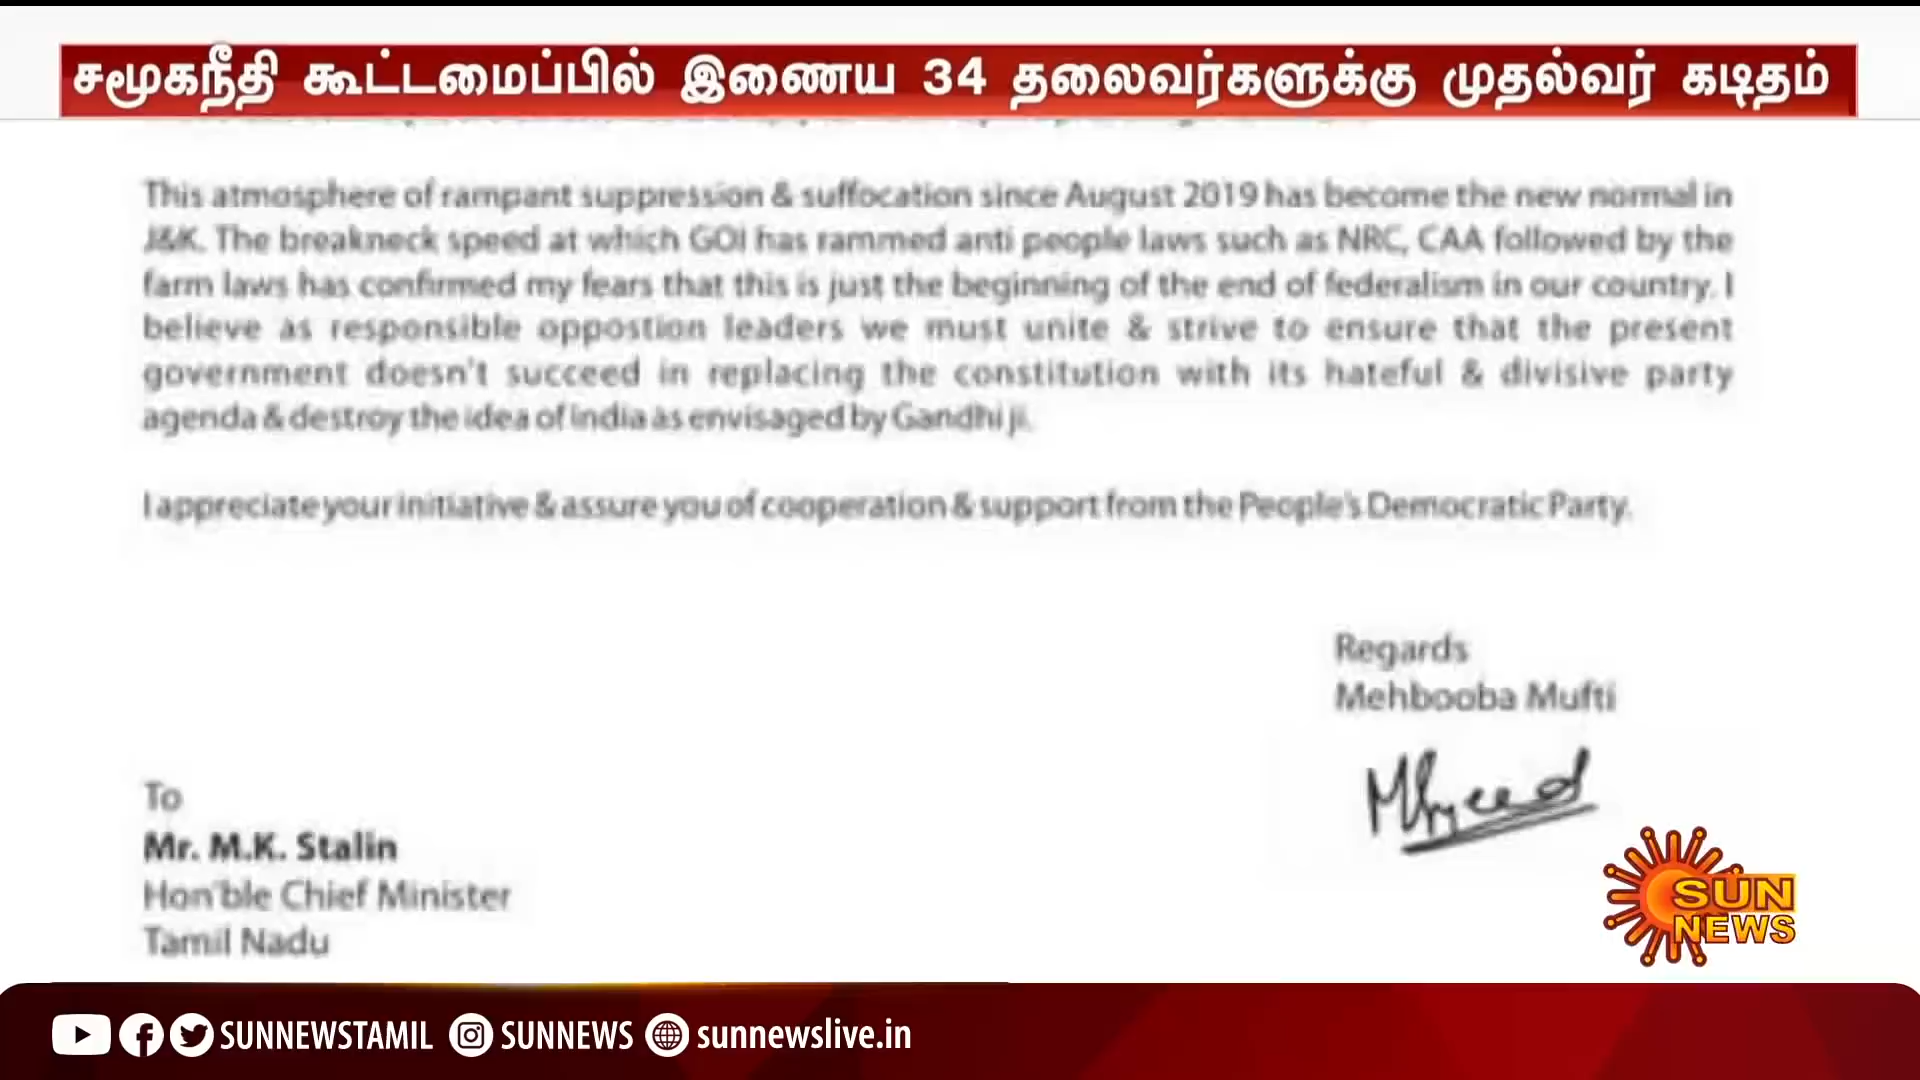 சமூகநீதி கூட்டமைப்பில் இணைய 34 தலைவர்களுக்கு முதல்வர் கடிதம்
This atmosphere of rampant suppression & suffocation since August 2019 has become the new normal in
J&K. The breakneck speed at which GOI has rammed anti people laws such as NRC, CAA followed by the
farm laws has confirmed my fears that this is just the beginning of the end of federalism in our country. I
believe as responsible oppostion leaders we must unite & strive to ensure that the present
government doesn't succeed in replacing the constitution with its hateful & divisive party
agenda & destroy the idea of India as envisaged by Gandhi ji.
I appreciate your initiative & assure you of cooperation & support from the People's Democratic Party.
Regards
Mehbooba Mufti
To
Mr. M.K. Stalin
Hon'ble Chief Minister
Tamil Nadu
SUN
NEWS
SUNNEWSTAMIL SUNNEWS sunnewslive.in